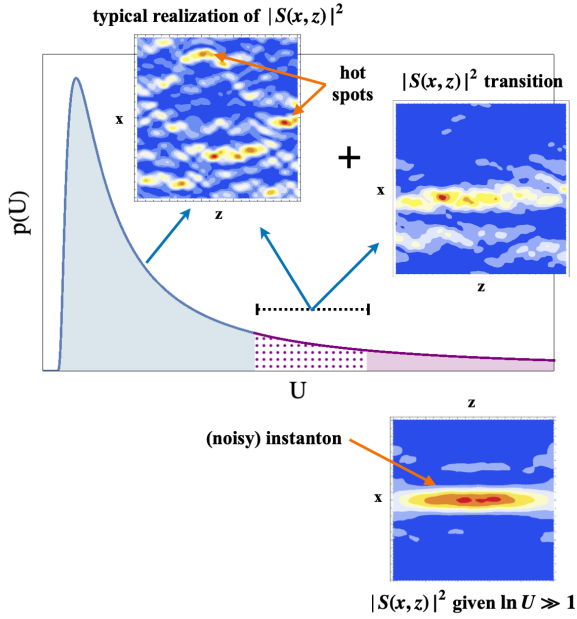 typical realization of |S(x, z)|²
hot
spots
x
z
+
|S(x, z)|² transition
x
z
p(U)
U
z
(noisy) instanton
x
|S(x, z)|² given ln U ≫ 1